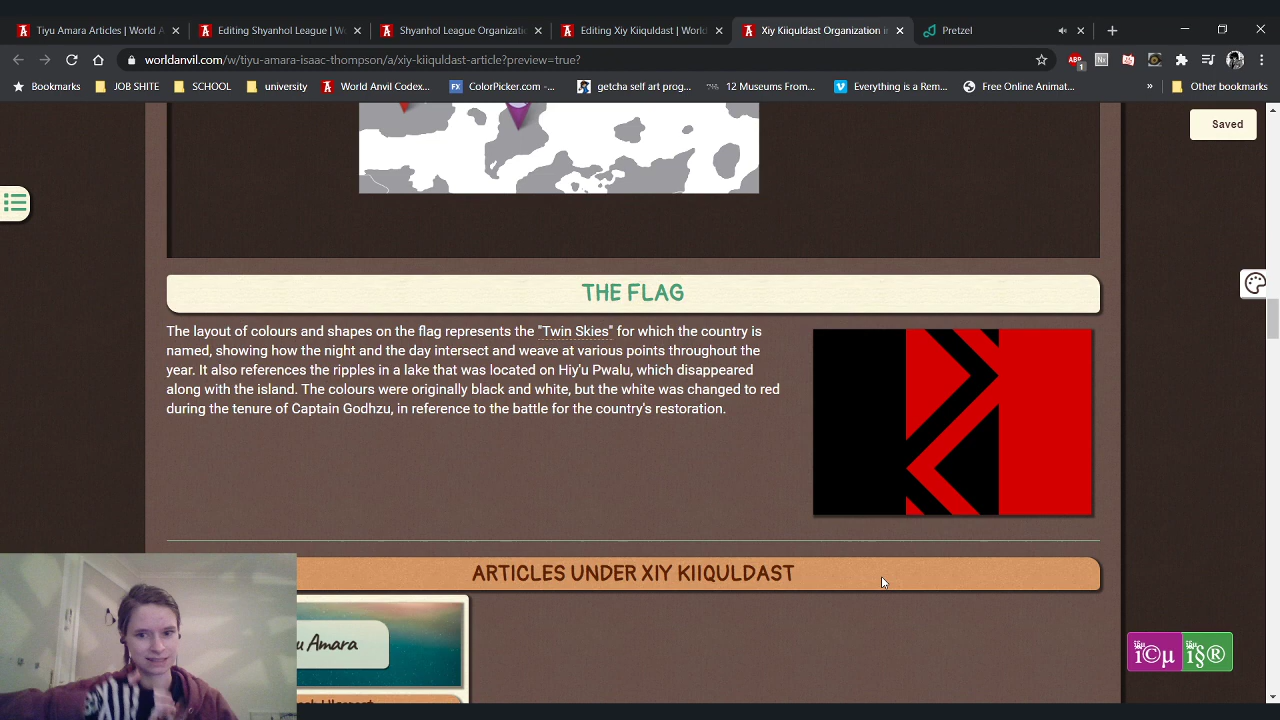 Tiyu Amara Articles | World A
Editing Shyanhol League | W
Shyanhol League Organizatio
Editing Xiy Kiiquldast | World
Xiy Kiiquldast Organization i
Pretzel
worldanvil.com/w/tiyu-amara-isaac-thompson/a/xiy-kiiquldast-article?preview=true?
ABP
1
Bookmarks
JOB SPITE
SCHOOL
university
World Anvil Codex...
FX
ColorPicker.com -...
getcha self art prog...
12 Museums From...
Everything is a Rem...
Free Online Animat...
»
Other bookmarks
Saved
THE FLAG
The layout of colours and shapes on the flag represents the "Twin Skies" for which the country is
named, showing how the night and the day intersect and weave at various points throughout the
year. It also references the ripples in a lake that was located on Hiy'u Pwalu, which disappeared
along with the island. The colours were originally black and white, but the white was changed to red
during the tenure of Captain Godhzu, in reference to the battle for the country's restoration.
ARTICLES UNDER XIY KIIQULDAST
u Amara